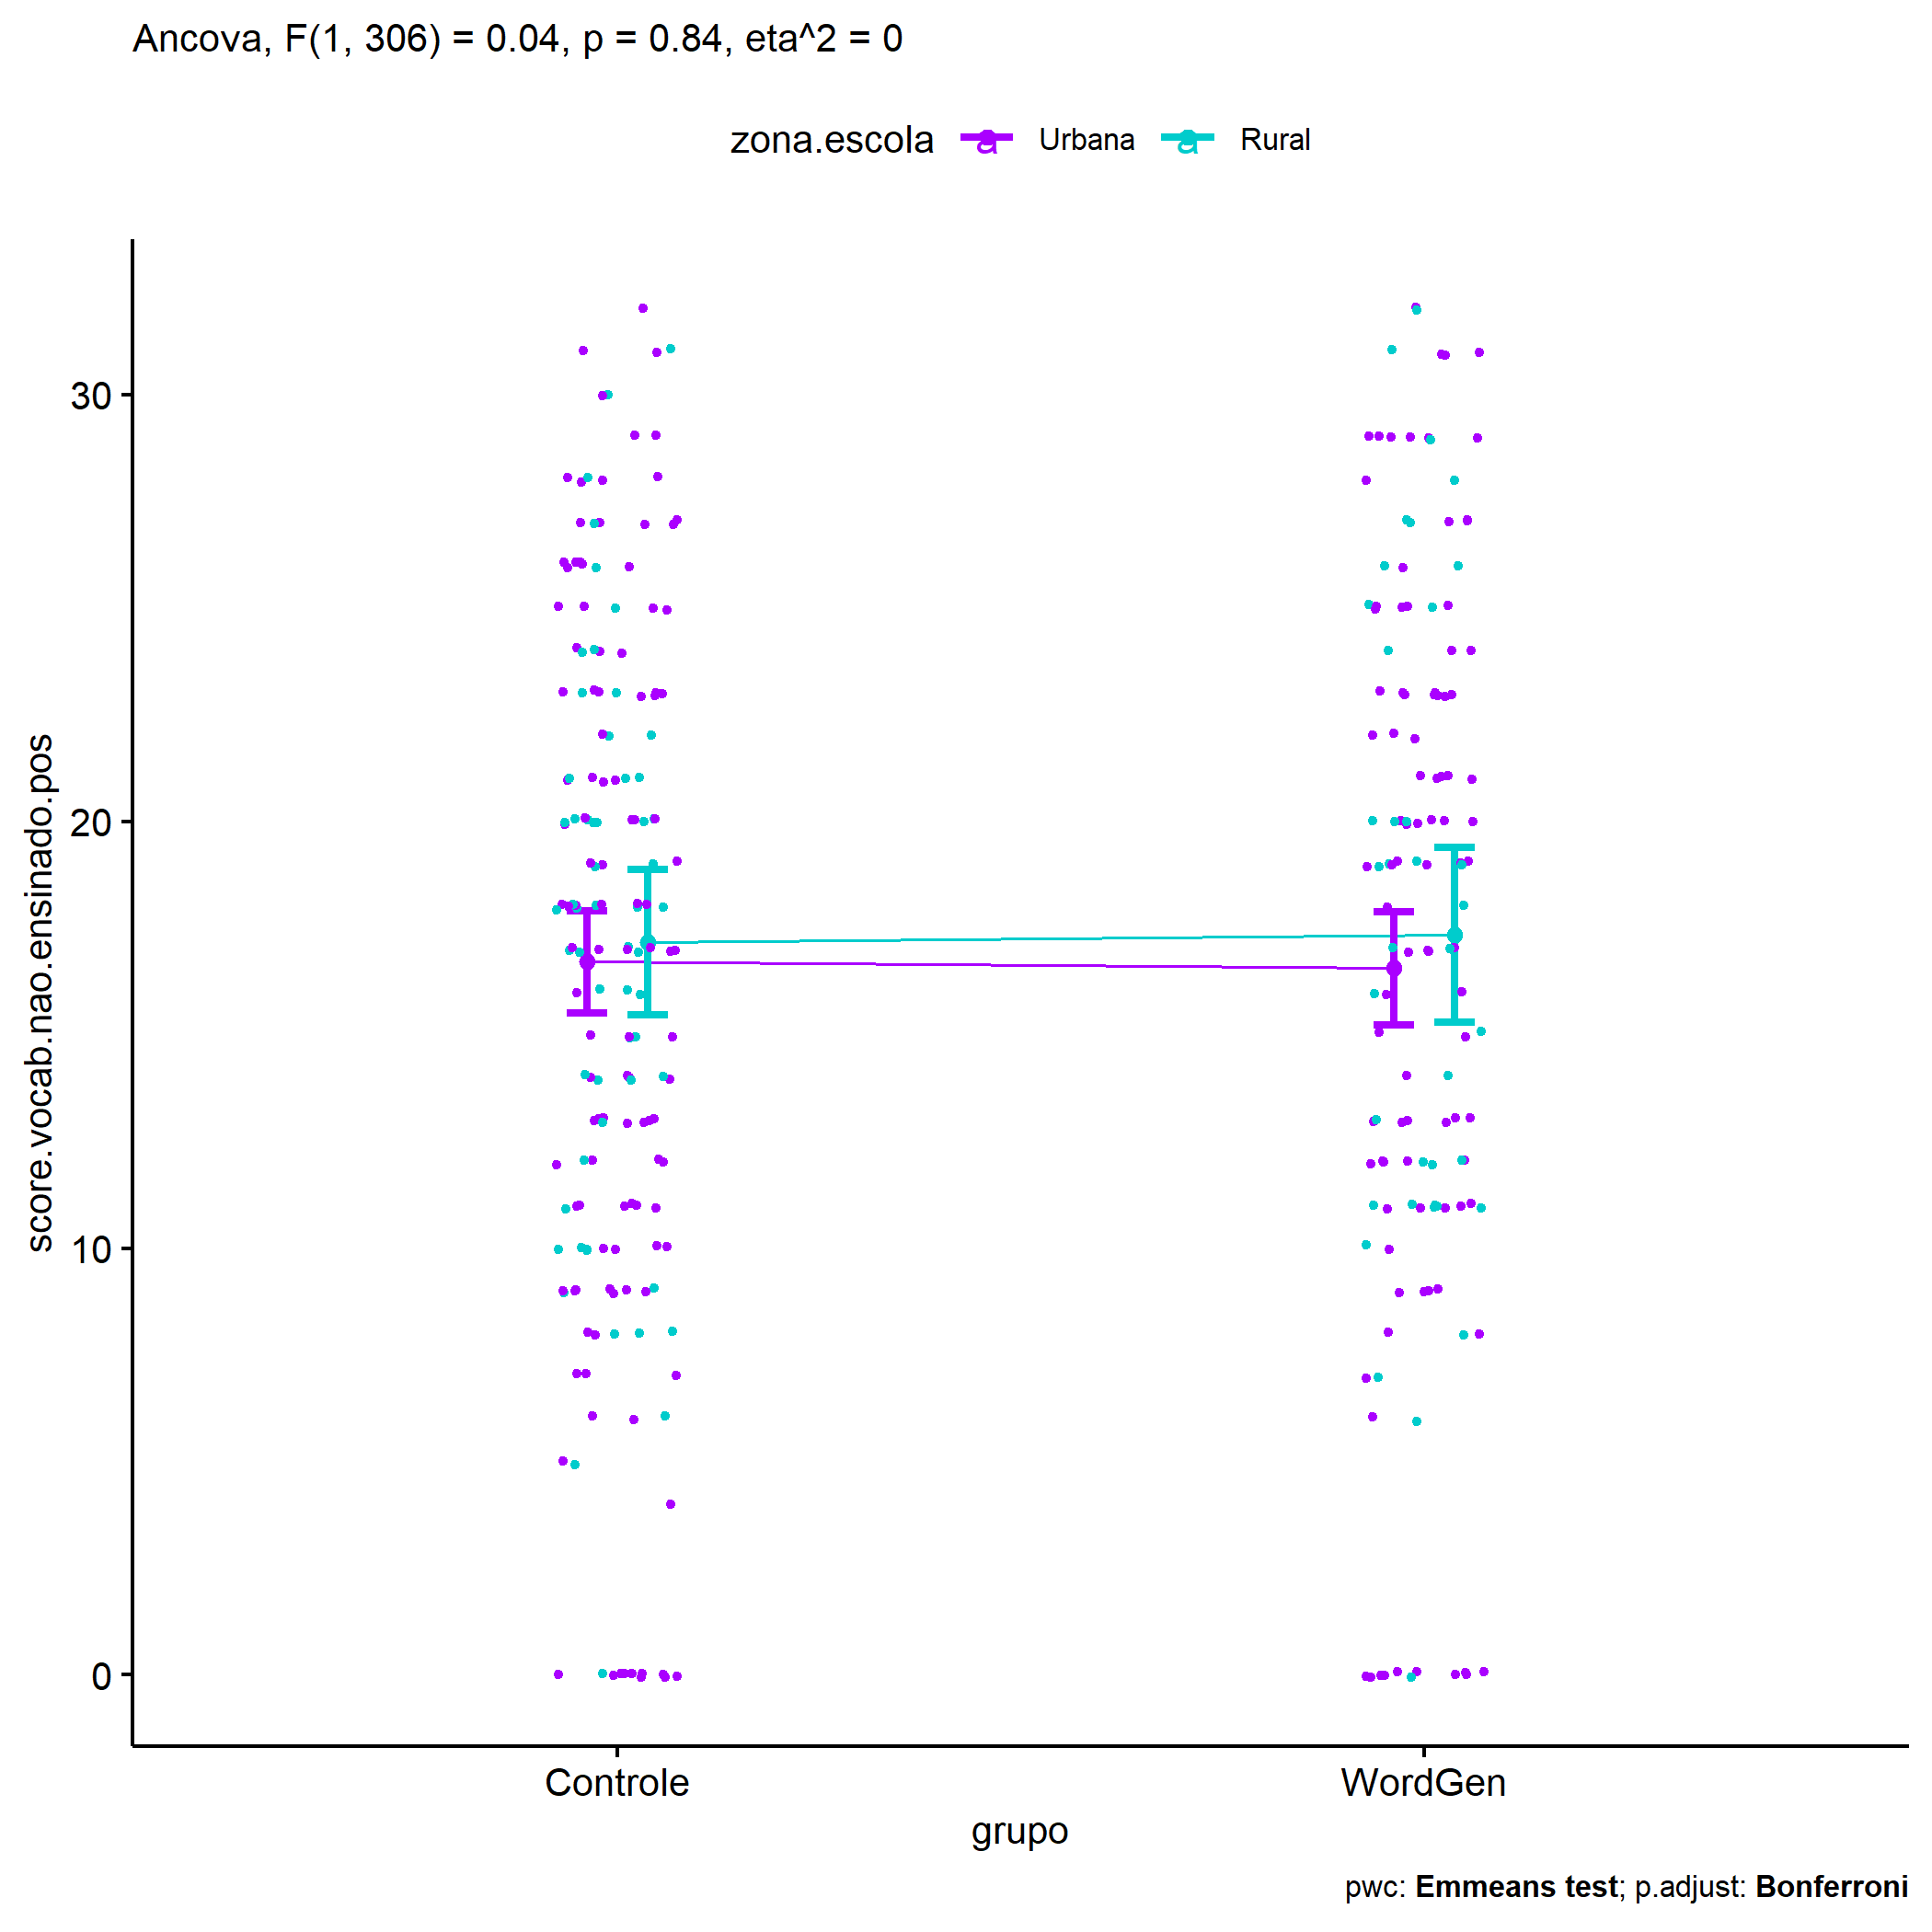 Ancova, F(1, 306) = 0.04, p = 0.84, eta^2 = 0
zona.escola a Urbana a Rural
score.vocab.nao.ensinado.pos
30
20
10
0
Controle WordGen
grupo
pwc: Emmeans test; p.adjust: Bonferroni